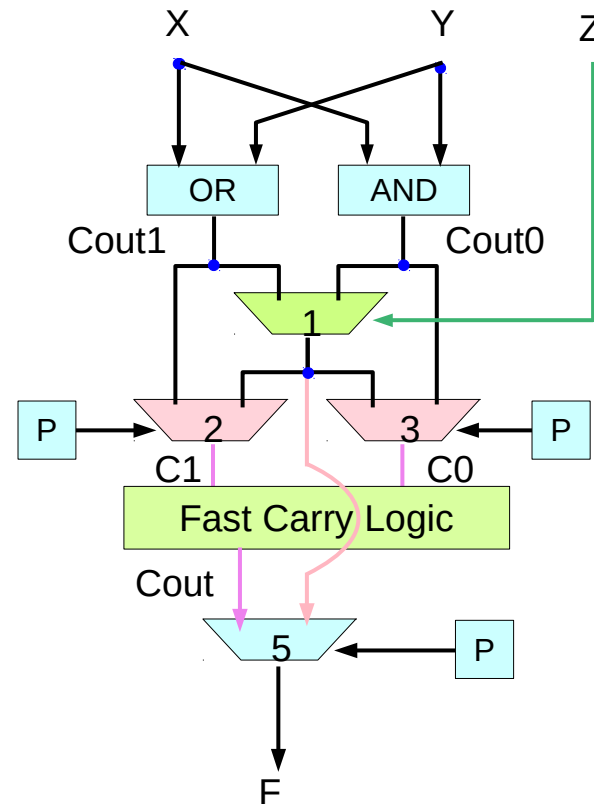 X Y Z
OR AND
Cout1 Cout0
1
P 2 3 P
C1 C0
Fast Carry Logic
Cout
5 P
F